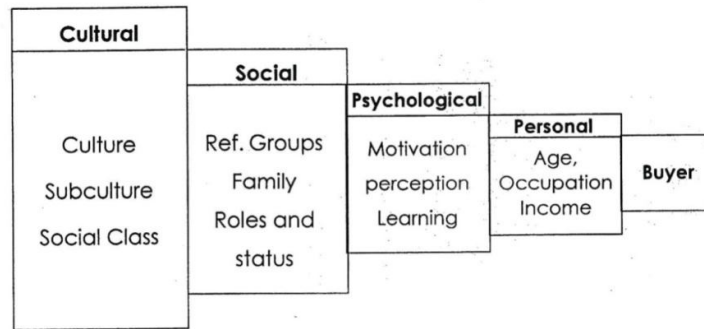 Cultural
Culture
Subculture
Social Class
Social
Ref. Groups
Family
Roles and
status
Psychological
Motivation
perception
Learning
Personal
Age,
Occupation
Income
Buyer